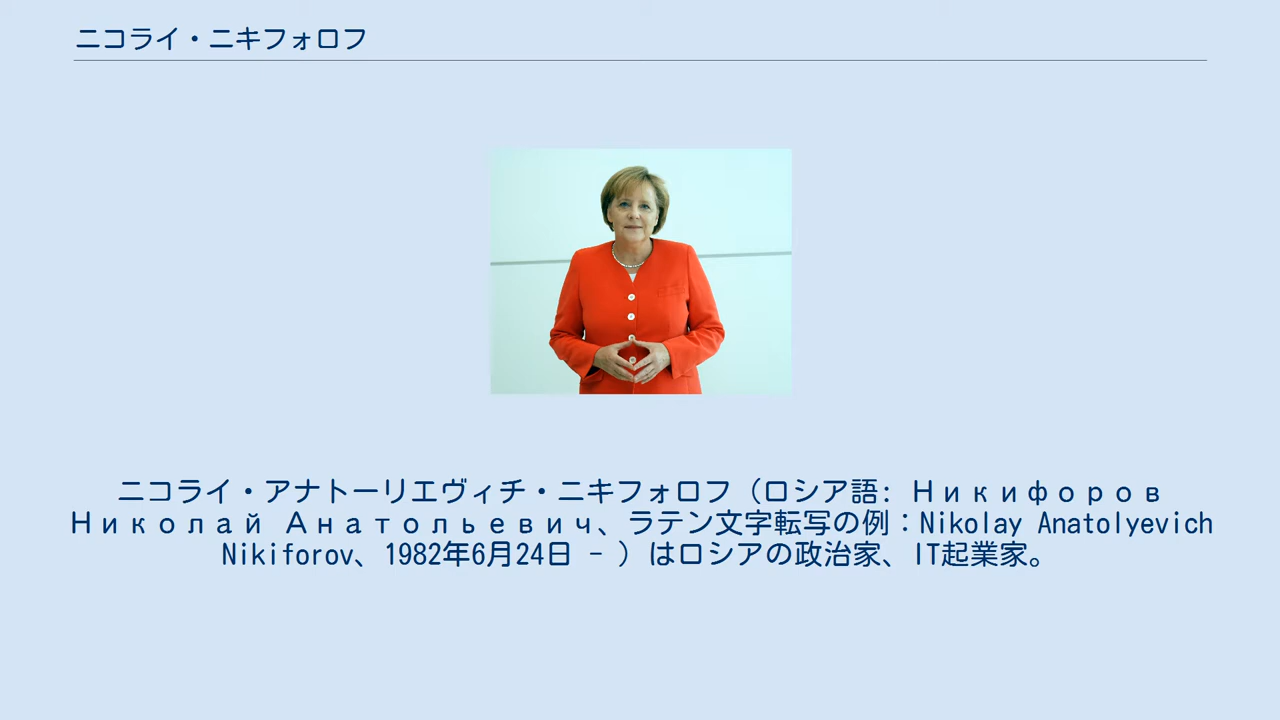 ニコライ・ニキフォロフ
ニコライ・アナトーリエヴィチ・ニキフォロフ（ロシア語: Никифоров
Николай Анатольевич、ラテン文字転写の例：Nikolay Anatolyevich
Nikiforov、1982年6月24日 - ）はロシアの政治家、IT起業家。